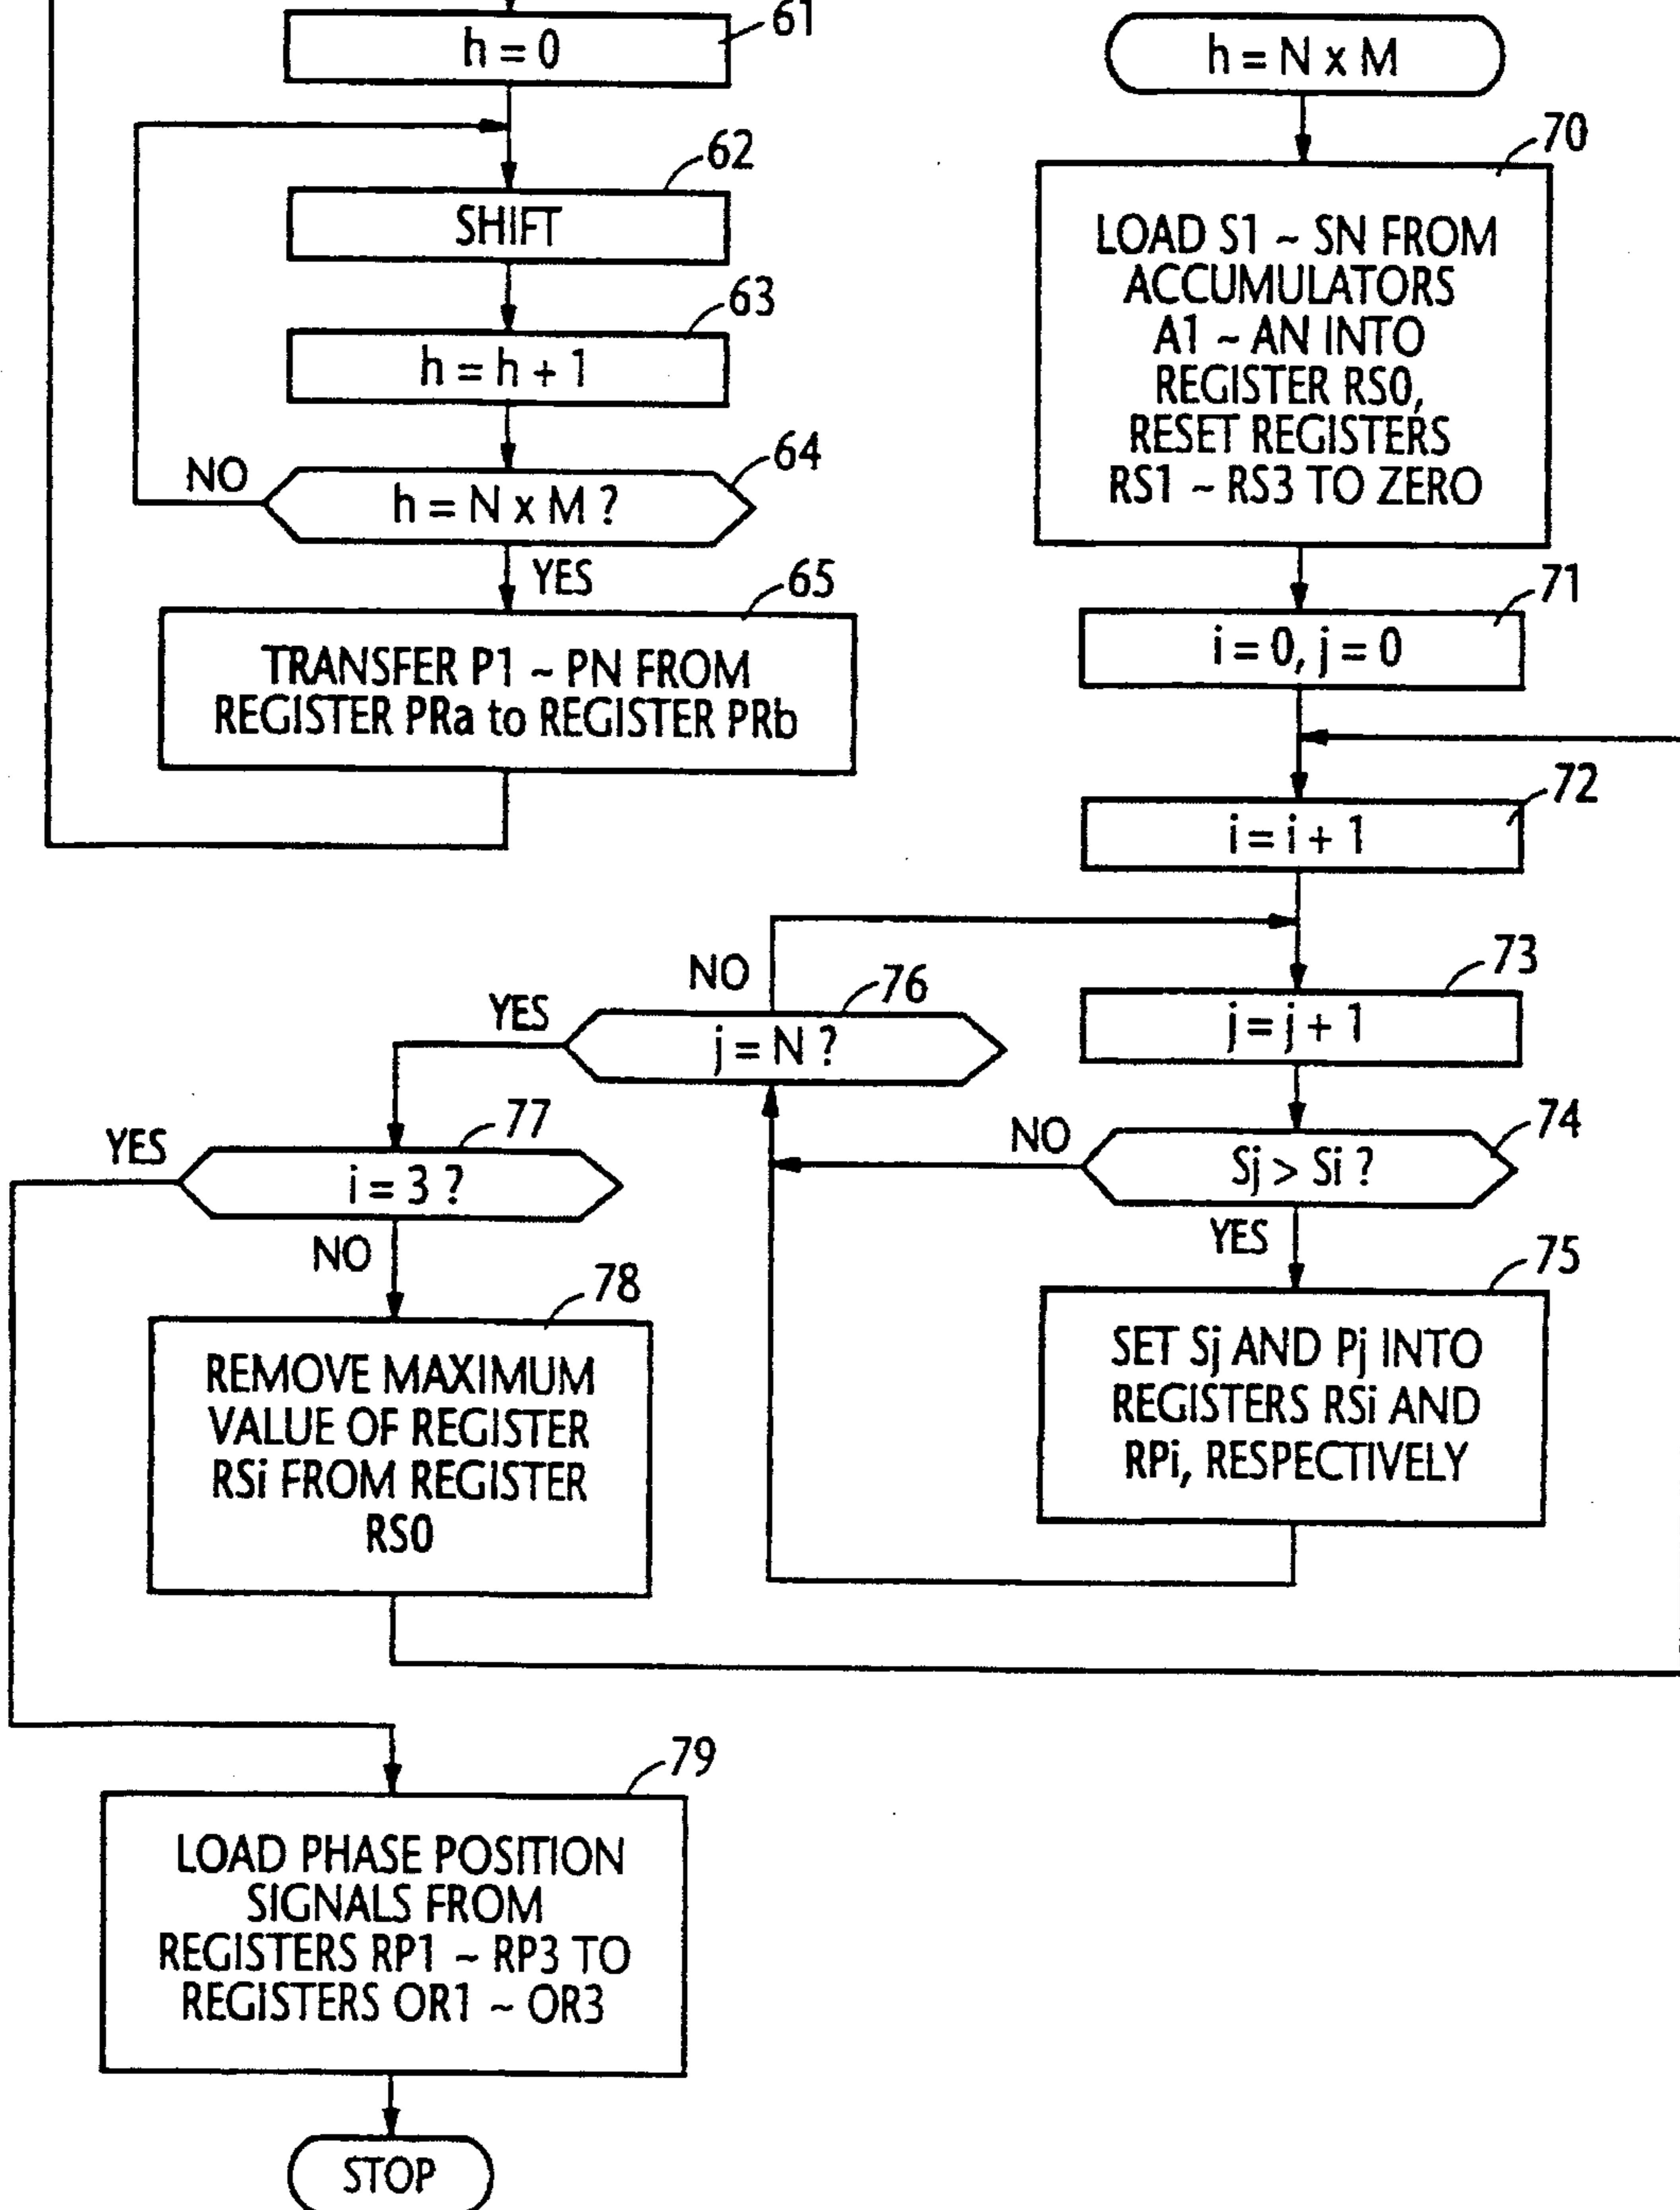 61
h = 0
62
SHIFT
63
h = h + 1
64
NO
h = N x M ?
YES
65
TRANSFER P1 ~ PN FROM
REGISTER PRa to REGISTER PRb
h = N x M
70
LOAD S1 ~ SN FROM
ACCUMULATORS
A1 ~ AN INTO
REGISTER RS0,
RESET REGISTERS
RS1 ~ RS3 TO ZERO
71
i = 0, j = 0
72
i = i + 1
73
j = j + 1
74
NO
Sj > Si ?
YES
75
SET Sj AND Pj INTO
REGISTERS RSi AND
RPi, RESPECTIVELY
NO
76
YES
j = N ?
77
YES
i = 3 ?
NO
78
REMOVE MAXIMUM
VALUE OF REGISTER
RSi FROM REGISTER
RS0
79
LOAD PHASE POSITION
SIGNALS FROM
REGISTERS RP1 ~ RP3 TO
REGISTERS OR1 ~ OR3
STOP